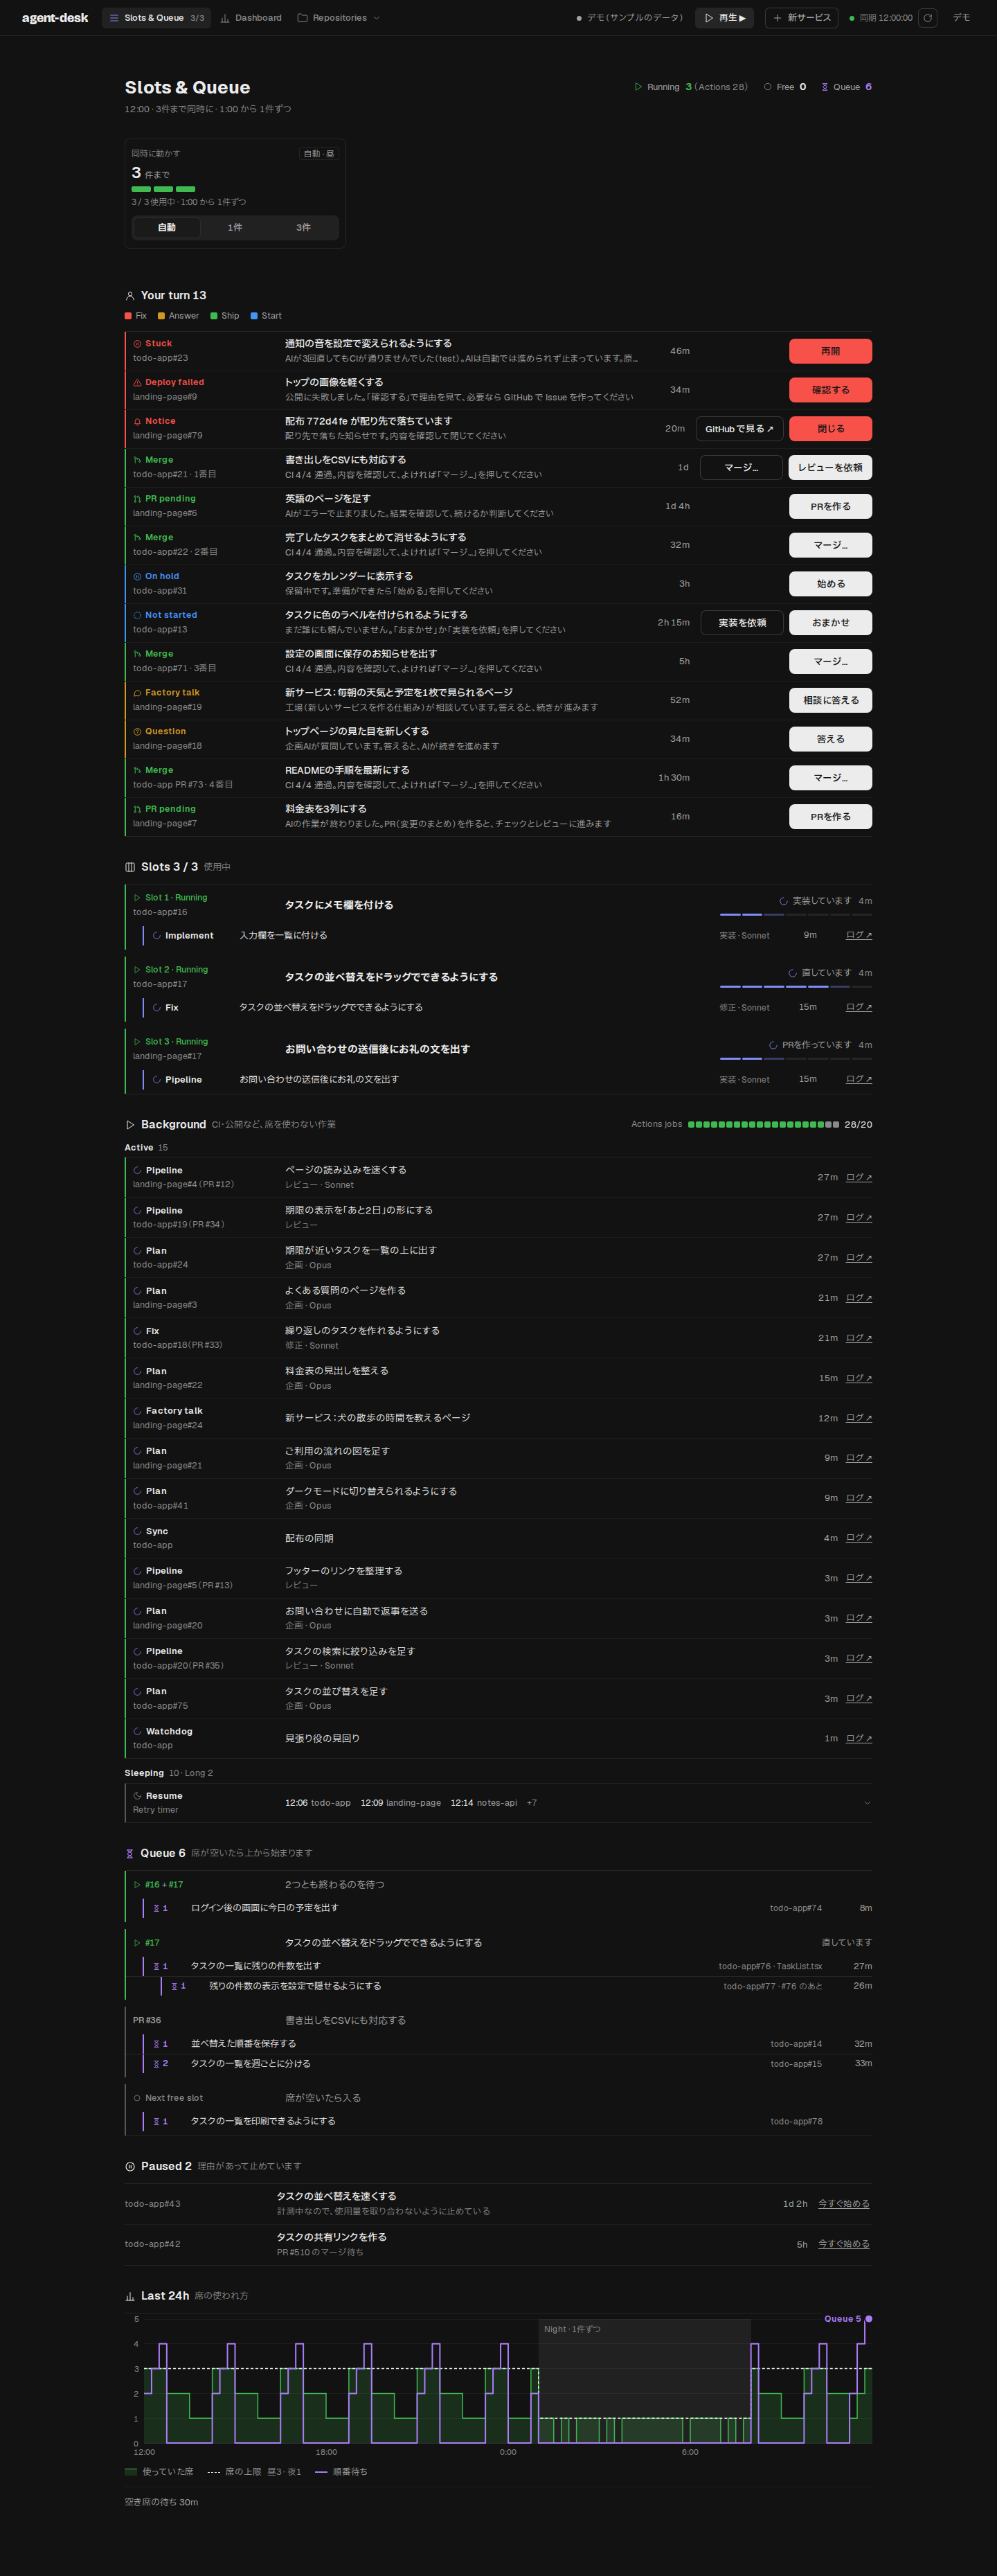 agent-desk Slots & Queue 3/3 Dashboard Repositories デモ（サンプルのデータ） 再生 ▶ 新サービス 同期 12:00:00 デモ
Slots & Queue
Running 3（Actions 28） Free 0 Queue 6
12:00 · 3件まで同時に · 1:00 から 1件ずつ
同時に動かす 自動 · 昼
3 件まで
3 / 3 使用中 · 1:00 から 1件ずつ
自動 1件 3件
Your turn 13
Fix Answer Ship Start
Stuck 通知の音を設定で変えられるようにする 46m 再開
todo-app#23 AIが3回直してもCIが通りませんでした（test）。AIは自動では進められず止まっています。原…
Deploy failed トップの画像を軽くする 34m 確認する
landing-page#9 公開に失敗しました。「確認する」で理由を見て、必要なら GitHub で Issue を作ってください
Notice 配布 772d4fe が配り先で落ちています 20m GitHub で見る ↗ 閉じる
landing-page#79 配り先で落ちた知らせです。内容を確認して閉じてください
Merge 書き出しをCSVにも対応する 1d マージ… レビューを依頼
todo-app#21 · 1番目 CI 4/4 通過。内容を確認して、よければ「マージ…」を押してください
PR pending 英語のページを足す 1d 4h PRを作る
landing-page#6 AIがエラーで止まりました。結果を確認して、続けるか判断してください
Merge 完了したタスクをまとめて消せるようにする 32m マージ…
todo-app#22 · 2番目 CI 4/4 通過。内容を確認して、よければ「マージ…」を押してください
On hold タスクをカレンダーに表示する 3h 始める
todo-app#31 保留中です。準備ができたら「始める」を押してください
Not started タスクに色のラベルを付けられるようにする 2h 15m 実装を依頼 おまかせ
todo-app#13 まだ誰にも頼んでいません。「おまかせ」か「実装を依頼」を押してください
Merge 設定の画面に保存のお知らせを出す 5h マージ…
todo-app#71 · 3番目 CI 4/4 通過。内容を確認して、よければ「マージ…」を押してください
Factory talk 新サービス：毎朝の天気と予定を1枚で見られるページ 52m 相談に答える
landing-page#19 工場（新しいサービスを作る仕組み）が相談しています。答えると、続きが進みます
Question トップページの見た目を新しくする 34m 答える
landing-page#18 企画AIが質問しています。答えると、AIが続きを進めます
Merge READMEの手順を最新にする 1h 30m マージ…
todo-app PR #73 · 4番目 CI 4/4 通過。内容を確認して、よければ「マージ…」を押してください
PR pending 料金表を3列にする 16m PRを作る
landing-page#7 AIの作業が終わりました。PR（変更のまとめ）を作ると、チェックとレビューに進みます
Slots 3 / 3 使用中
Slot 1 · Running タスクにメモ欄を付ける 実装しています 4m
todo-app#16
Implement 入力欄を一覧に付ける 実装 · Sonnet 9m ログ ↗
Slot 2 · Running タスクの並べ替えをドラッグでできるようにする 直しています 4m
todo-app#17
Fix タスクの並べ替えをドラッグでできるようにする 修正 · Sonnet 15m ログ ↗
Slot 3 · Running お問い合わせの送信後にお礼の文を出す PRを作っています 4m
landing-page#17
Pipeline お問い合わせの送信後にお礼の文を出す 実装 · Sonnet 15m ログ ↗
Background CI・公開など、席を使わない作業 Actions jobs 28/20
Active 15
Pipeline ページの読み込みを速くする 27m ログ ↗
landing-page#4（PR #12） レビュー · Sonnet
Pipeline 期限の表示を「あと2日」の形にする 27m ログ ↗
todo-app#19（PR #34） レビュー
Plan 期限が近いタスクを一覧の上に出す 27m ログ ↗
todo-app#24 企画 · Opus
Plan よくある質問のページを作る 21m ログ ↗
landing-page#3 企画 · Opus
Fix 繰り返しのタスクを作れるようにする 21m ログ ↗
todo-app#18（PR #33） 修正 · Sonnet
Plan 料金表の見出しを整える 15m ログ ↗
landing-page#22 企画 · Opus
Factory talk 新サービス：犬の散歩の時間を教えるページ 12m ログ ↗
landing-page#24
Plan ご利用の流れの図を足す 9m ログ ↗
landing-page#21 企画 · Opus
Plan ダークモードに切り替えられるようにする 9m ログ ↗
todo-app#41 企画 · Opus
Sync 配布の同期 4m ログ ↗
todo-app
Pipeline フッターのリンクを整理する 3m ログ ↗
landing-page#5（PR #13） レビュー
Plan お問い合わせに自動で返事を送る 3m ログ ↗
landing-page#20 企画 · Opus
Pipeline タスクの検索に絞り込みを足す 3m ログ ↗
todo-app#20（PR #35） レビュー · Sonnet
Plan タスクの並び替えを足す 3m ログ ↗
todo-app#75 企画 · Opus
Watchdog 見張り役の見回り 1m ログ ↗
todo-app
Sleeping 10 · Long 2
Resume 12:06 todo-app 12:09 landing-page 12:14 notes-api +7
Retry timer
Queue 6 席が空いたら上から始まります
#16 + #17 2つとも終わるのを待つ
1 ログイン後の画面に今日の予定を出す todo-app#74 8m
#17 タスクの並べ替えをドラッグでできるようにする 直しています
1 タスクの一覧に残りの件数を出す todo-app#76 · TaskList.tsx 27m
1 残りの件数の表示を設定で隠せるようにする todo-app#77 · #76 のあと 26m
PR #36 書き出しをCSVにも対応する
1 並べ替えた順番を保存する todo-app#14 32m
2 タスクの一覧を週ごとに分ける todo-app#15 33m
Next free slot 席が空いたら入る
1 タスクの一覧を印刷できるようにする todo-app#78
Paused 2 理由があって止めています
todo-app#43 タスクの並べ替えを速くする 1d 2h 今すぐ始める
計測中なので、使用量を取り合わないように止めている
todo-app#42 タスクの共有リンクを作る 5h 今すぐ始める
PR #510 のマージ待ち
Last 24h 席の使われ方
5 Queue 5
Night · 1件ずつ
4
3
2
1
0
12:00 18:00 0:00 6:00
使っていた席 席の上限 昼3 · 夜1 順番待ち
空き席の待ち 30m